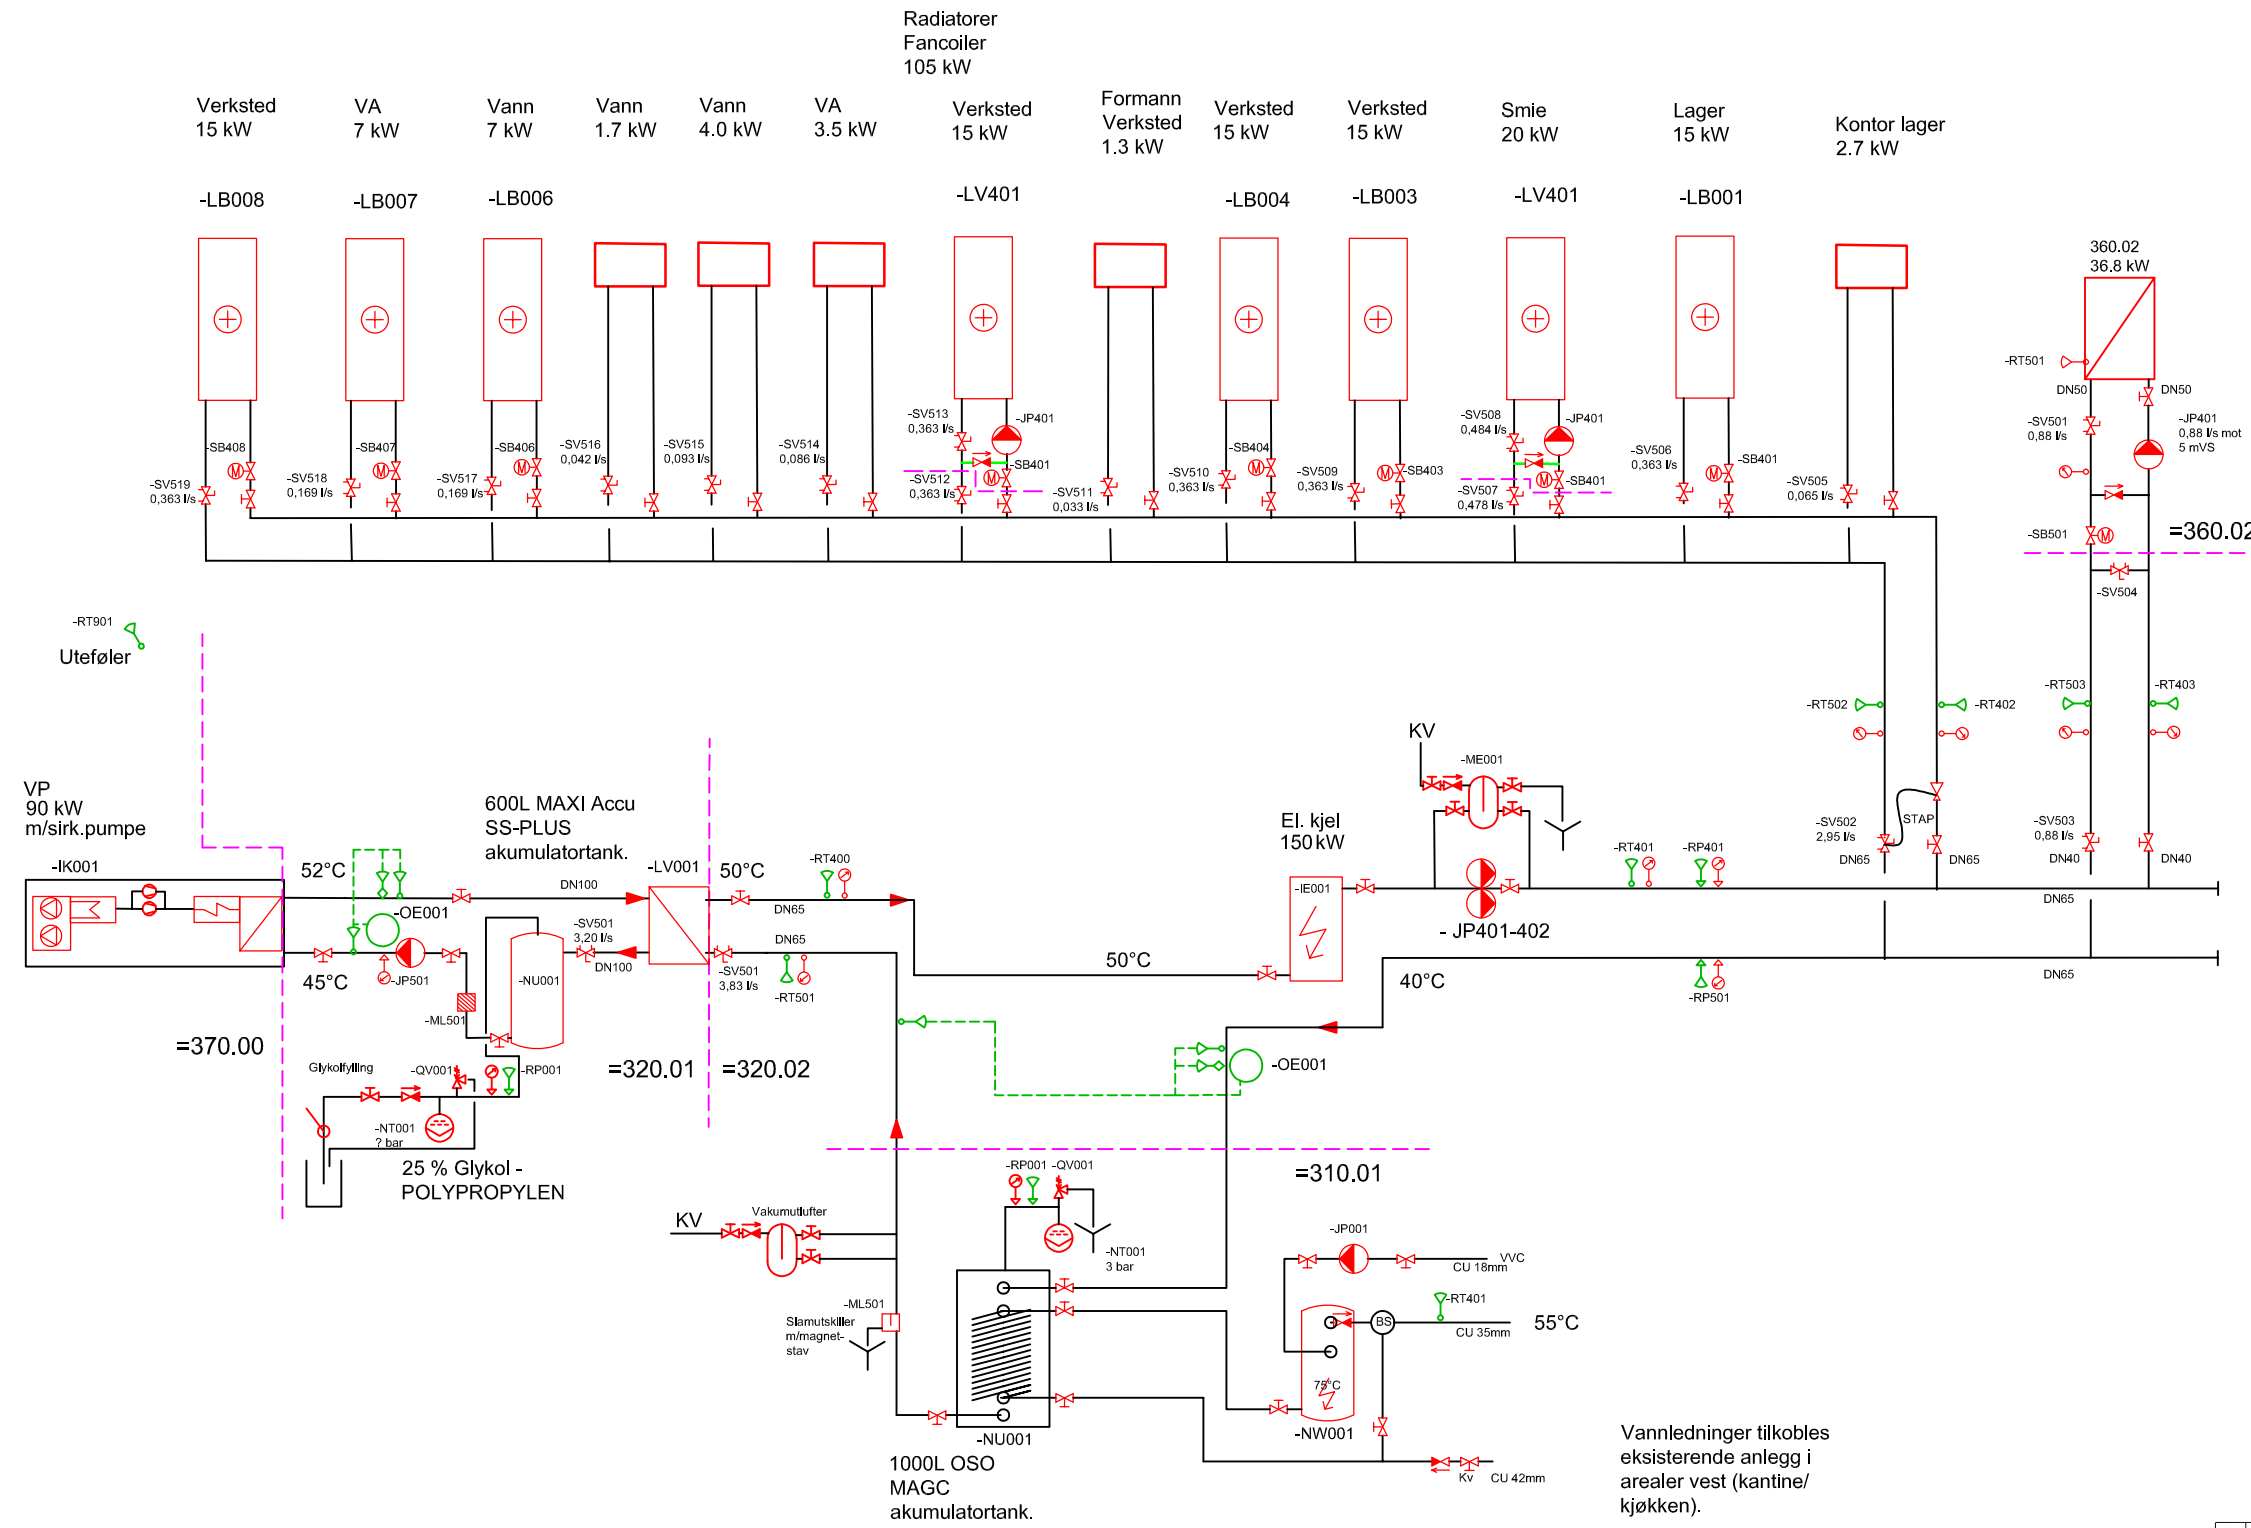 Radiatorer
Fancoiler
105 kW
Verksted
15 kW
VA
7 kW
Vann
7 kW
Vann
1.7 kW
Vann
4.0 kW
VA
3.5 kW
Verksted
15 kW
Formann
Verksted
1.3 kW
Verksted
15 kW
Verksted
15 kW
Smie
20 kW
Lager
15 kW
Kontor lager
2.7 kW
-LB008
-LB007
-LB006
-LV401
-LB004
-LB003
-LV401
-LB001
360.02
36.8 kW
-RT501
DN50
DN50
-SV501
0,88 l/s
-JP401
0,88 l/s mot
5 mVS
-SB501
=360.02
-SV504
-SB408
-SV519
0,363 l/s
-SB407
-SV518
0,169 l/s
-SB406
-SV517
0,169 l/s
-SV516
0,042 l/s
-SV515
0,093 l/s
-SV514
0,086 l/s
-SV513
0,363 l/s
-JP401
-SB401
-SV512
0,363 l/s
-SV511
0,033 l/s
-SB404
-SV510
0,363 l/s
-SB403
-SV509
0,363 l/s
-SV508
0,484 l/s
-JP401
-SB401
-SV507
0,478 l/s
-SV506
0,363 l/s
-SB401
-SV505
0,065 l/s
M
M
M
M
M
M
M
M
M
-RT901
Uteføler
-RT502
-RT402
-RT503
-RT403
STAP
-SV502
2,95 l/s
DN65
DN65
-SV503
0,88 l/s
DN40
DN40
VP
90 kW
m/sirk.pumpe
-IK001
52°C
45°C
-OE001
-JP501
-ML501
600L MAXI Accu
SS-PLUS
akumulatortank.
DN100
-SV501
3,20 l/s
DN100
-NU001
-LV001
50°C
-RT400
DN65
DN65
-SV501
3,83 l/s
-RT501
50°C
El. kjel
150kW
-IE001
KV
-ME001
- JP401-402
-RT401
-RP401
DN65
40°C
-RP501
DN65
=370.00
=320.01
=320.02
Glykolfylling
-QV001
-RP001
-NT001
? bar
25 % Glykol -
POLYPROPYLEN
-OE001
=310.01
-RP001
-QV001
-NT001
3 bar
KV
Vakumutlufter
-ML501
Slamutskiller
m/magnet-
stav
-NU001
1000L OSO
MAGC
akumulatortank.
-JP001
VVC
CU 18mm
-RT401
BS
CU 35mm
55°C
75°C
-NW001
Kv
CU 42mm
Vannledninger tilkobles
eksisterende anlegg i
arealer vest (kantine/
kjøkken).